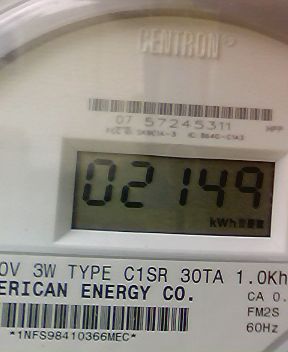 CENTRON®
07 57245311
02149
kWh
0V 3W TYPE C1SR 30TA 1.0Kh
ERICAN ENERGY CO. CA 0.
FM2S
60Hz
*1NFS98410366MEC*